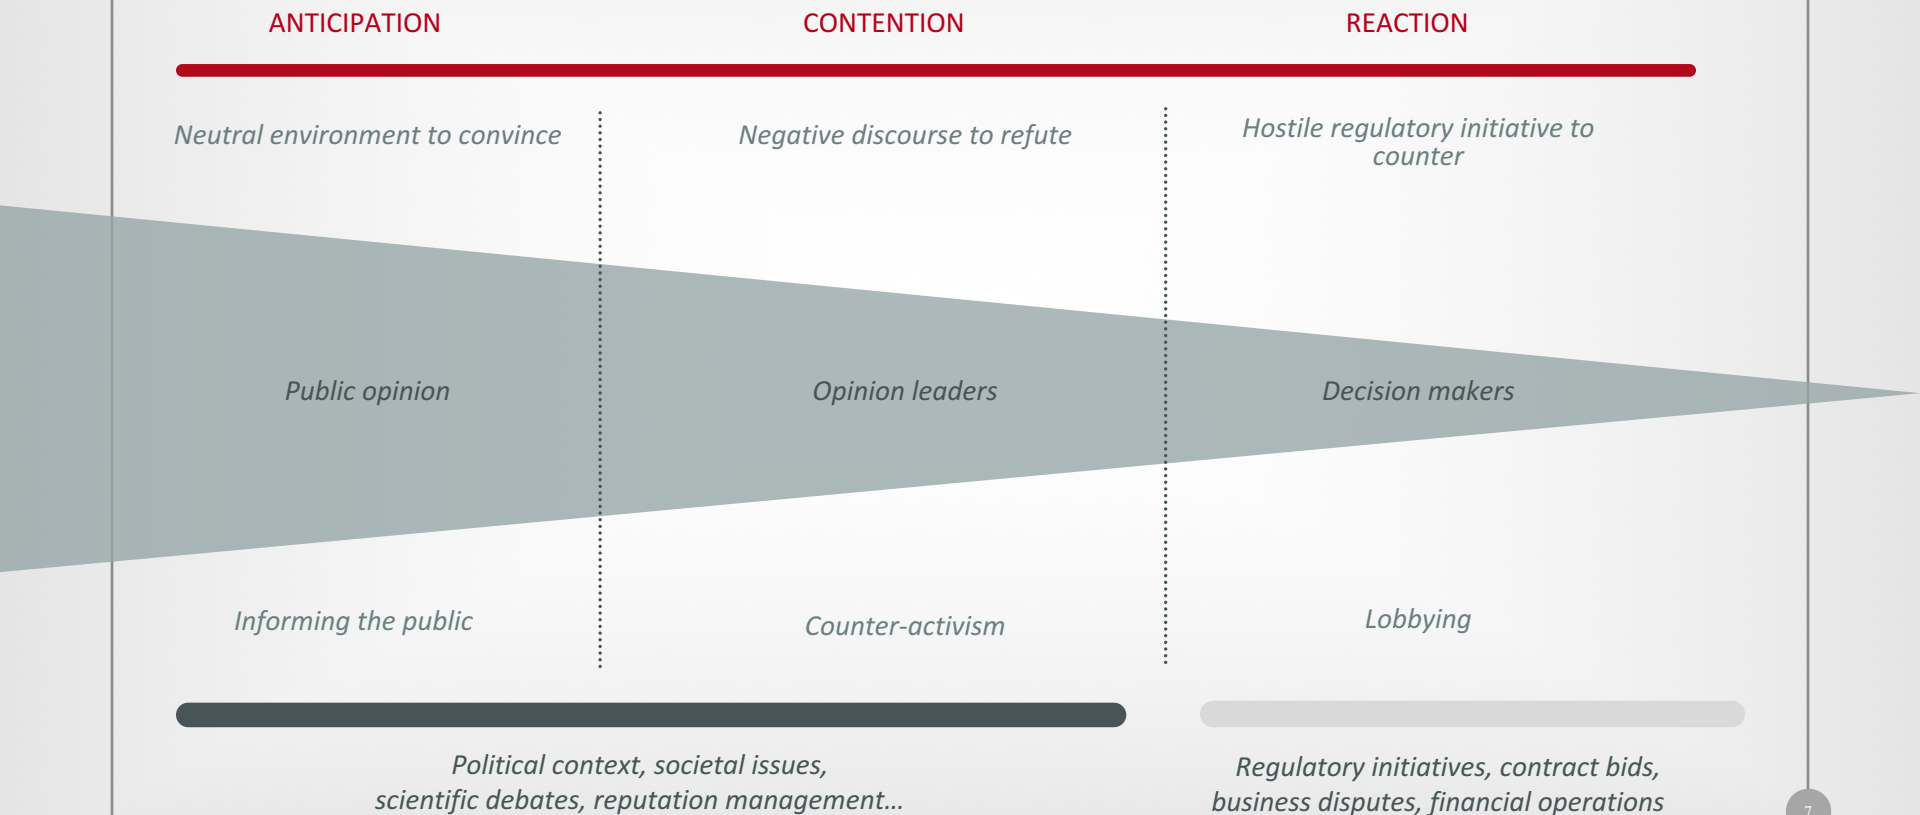 ANTICIPATION
CONTENTION
REACTION
Neutral environment to convince
Negative discourse to refute
Hostile regulatory initiative to
counter
Public opinion
Opinion leaders
Decision makers
Informing the public
Counter-activism
Lobbying
Political context, societal issues,
scientific debates, reputation management…
Regulatory initiatives, contract bids,
business disputes, financial operations
7